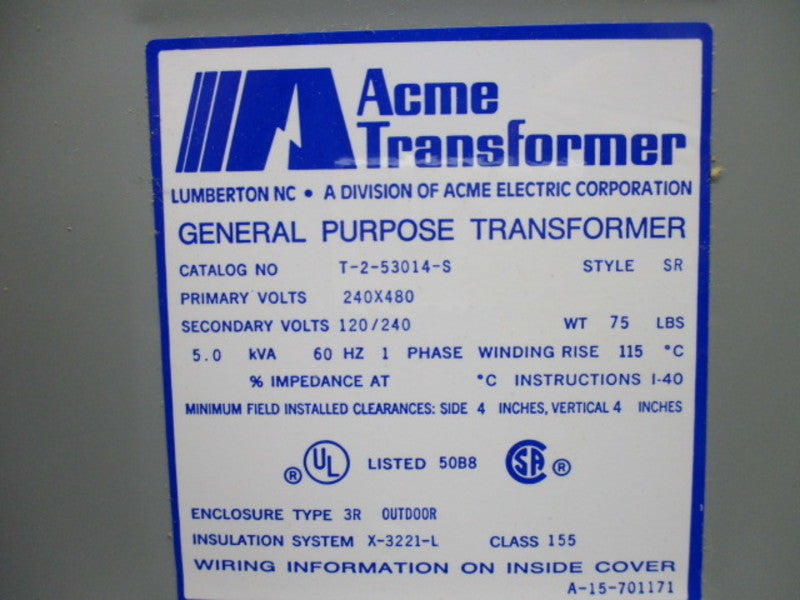 Acme
Transformer
LUMBERTON NC • A DIVISION OF ACME ELECTRIC CORPORATION
GENERAL PURPOSE TRANSFORMER
CATALOG NO T-2-53014-S STYLE SR
PRIMARY VOLTS 240X480
SECONDARY VOLTS 120/240 WT 75 LBS
5.0 kVA 60 HZ 1 PHASE WINDING RISE 115 °C
% IMPEDANCE AT °C INSTRUCTIONS I-40
MINIMUM FIELD INSTALLED CLEARANCES: SIDE 4 INCHES, VERTICAL 4 INCHES
® UL LISTED 50B8 SA ®
ENCLOSURE TYPE 3R OUTDOOR
INSULATION SYSTEM X-3221-L CLASS 155
WIRING INFORMATION ON INSIDE COVER
A-15-701171